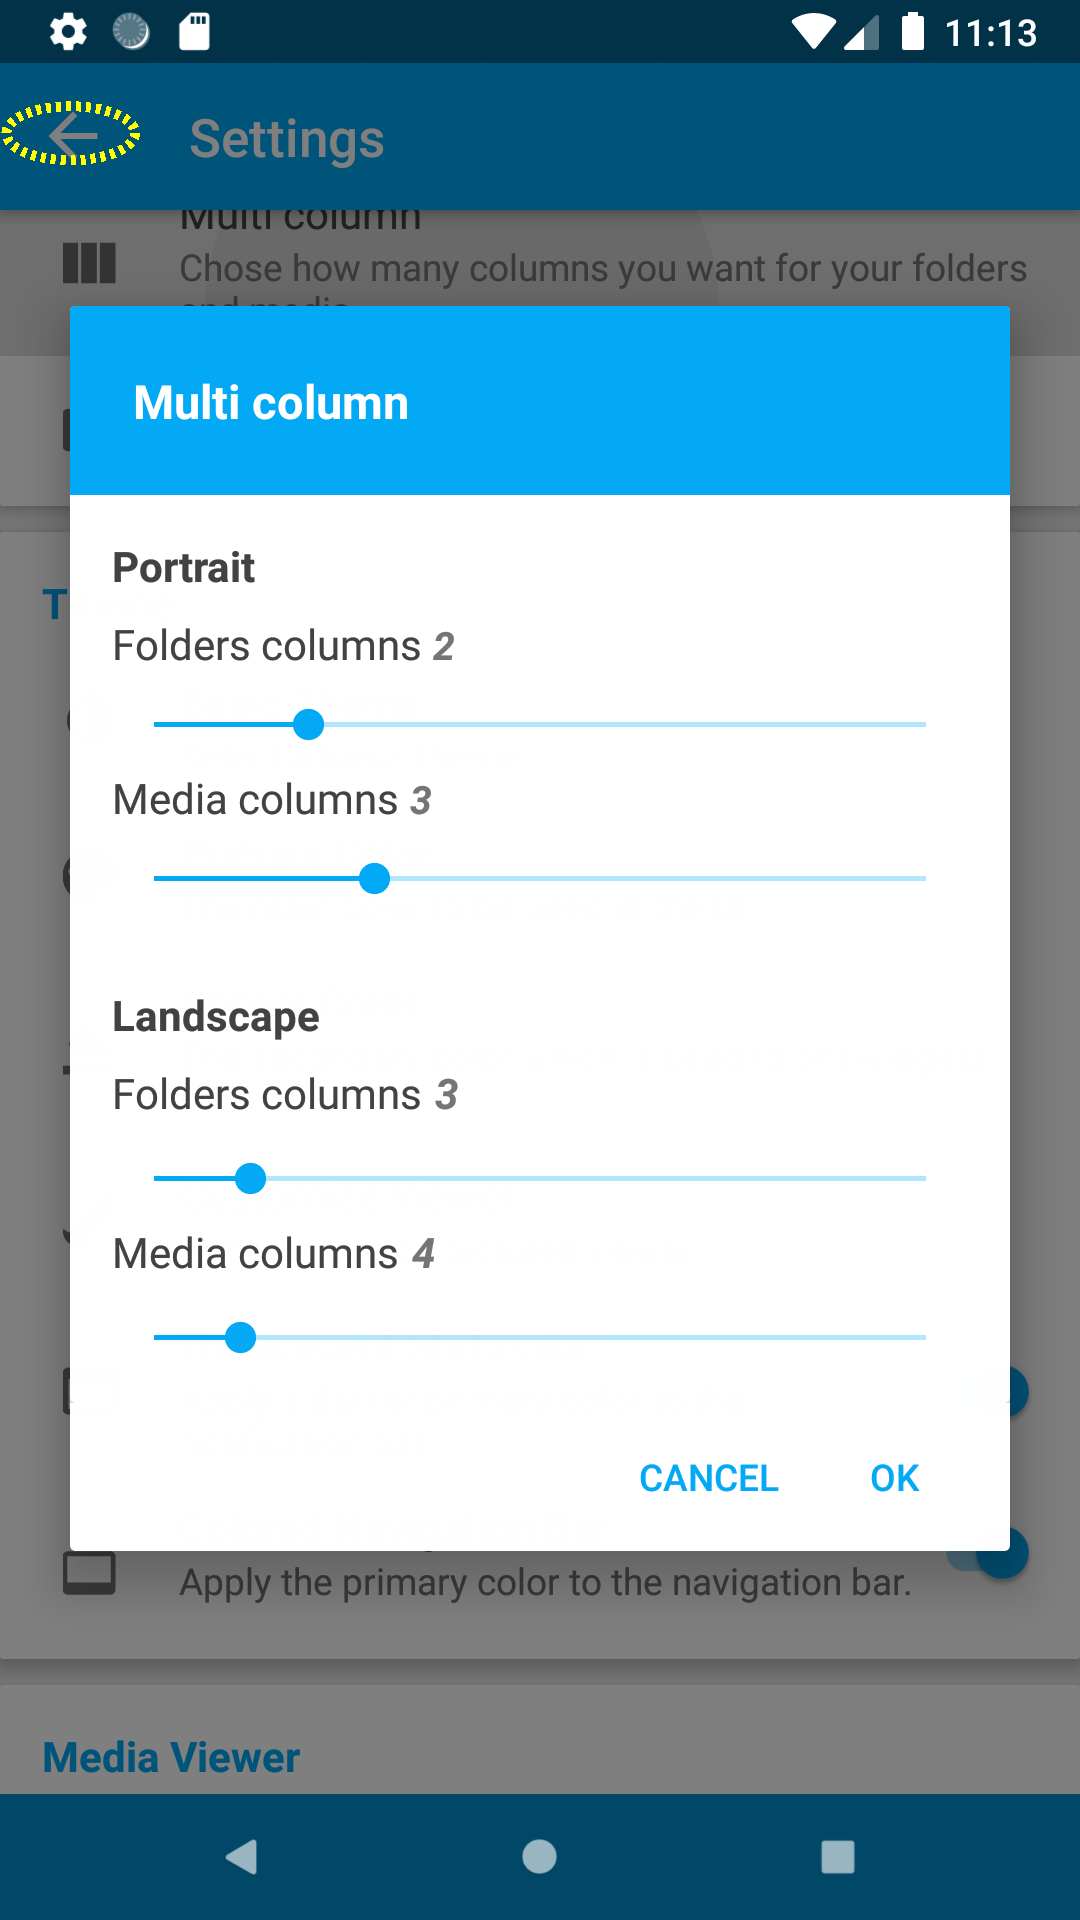 11:13
Settings
Multi column
Chose how many columns you want for your folders
and media
Multi column
Portrait
Folders columns 2
Media columns 3
Landscape
Folders columns 3
Media columns 4
CANCEL OK
Apply the primary color to the navigation bar.
Media Viewer